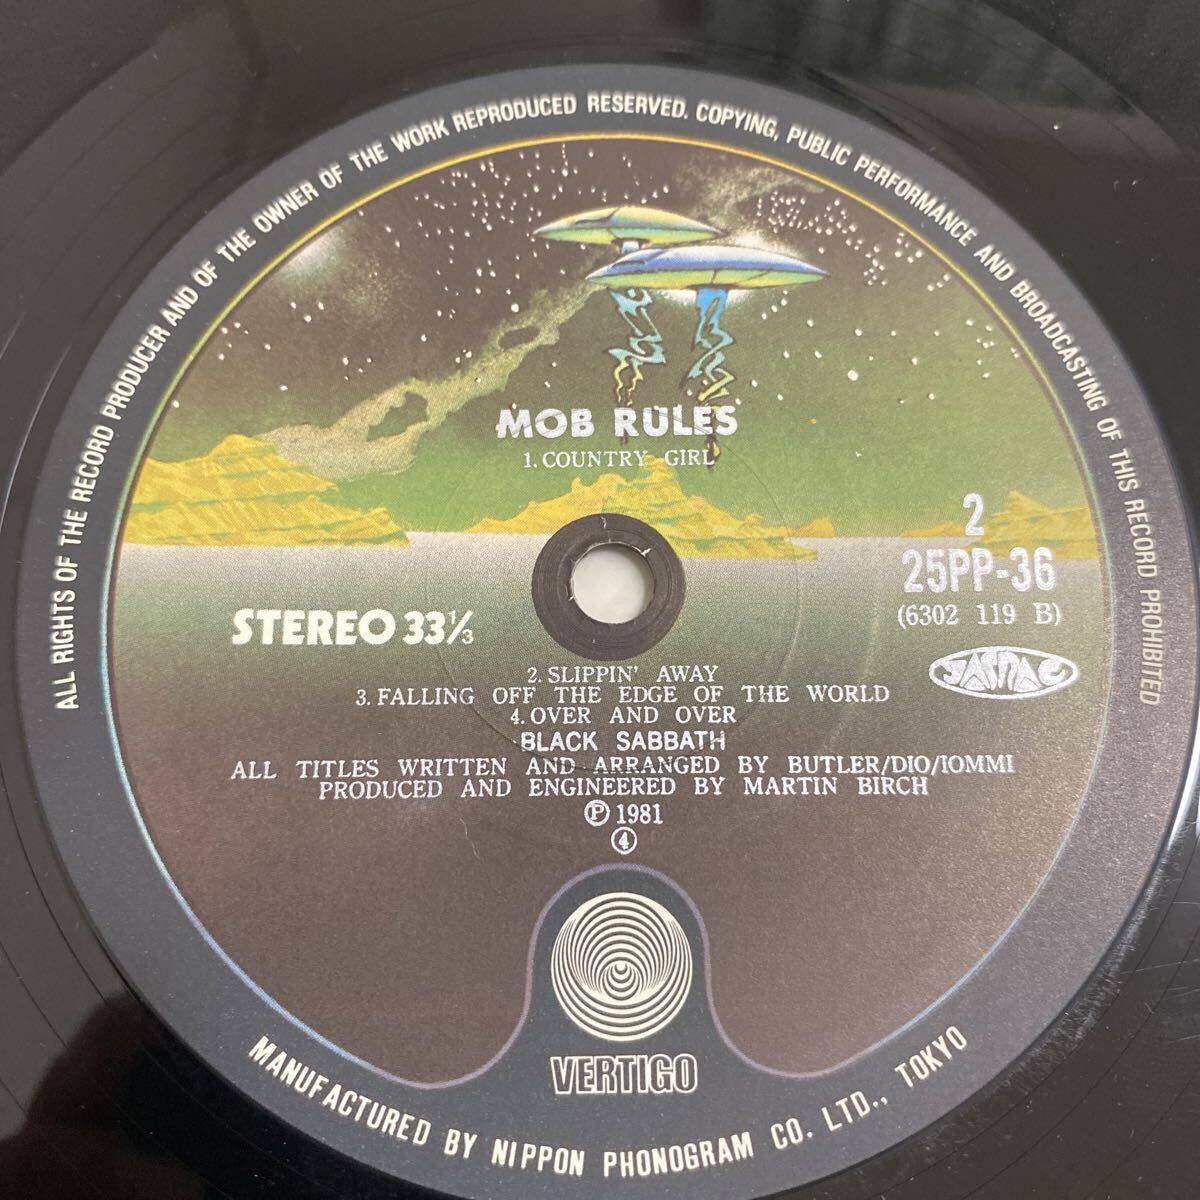 ALL RIGHTS OF THE RECORD PRODUCER AND OF THE OWNER OF THE WORK REPRODUCED RESERVED. COPYING, PUBLIC PERFORMANCE AND BROADCASTING OF THIS RECORD PROHIBITED
MOB RULES
1. COUNTRY GIRL
2
25PP-36
(6302 119 B)
STEREO 33⅓
JASRAC
2. SLIPPIN' AWAY
3. FALLING OFF THE EDGE OF THE WORLD
4. OVER AND OVER
BLACK SABBATH
ALL TITLES WRITTEN AND ARRANGED BY BUTLER/DIO/IOMMI
PRODUCED AND ENGINEERED BY MARTIN BIRCH
Ⓟ 1981
④
VERTIGO
MANUFACTURED BY NIPPON PHONOGRAM CO. LTD., TOKYO